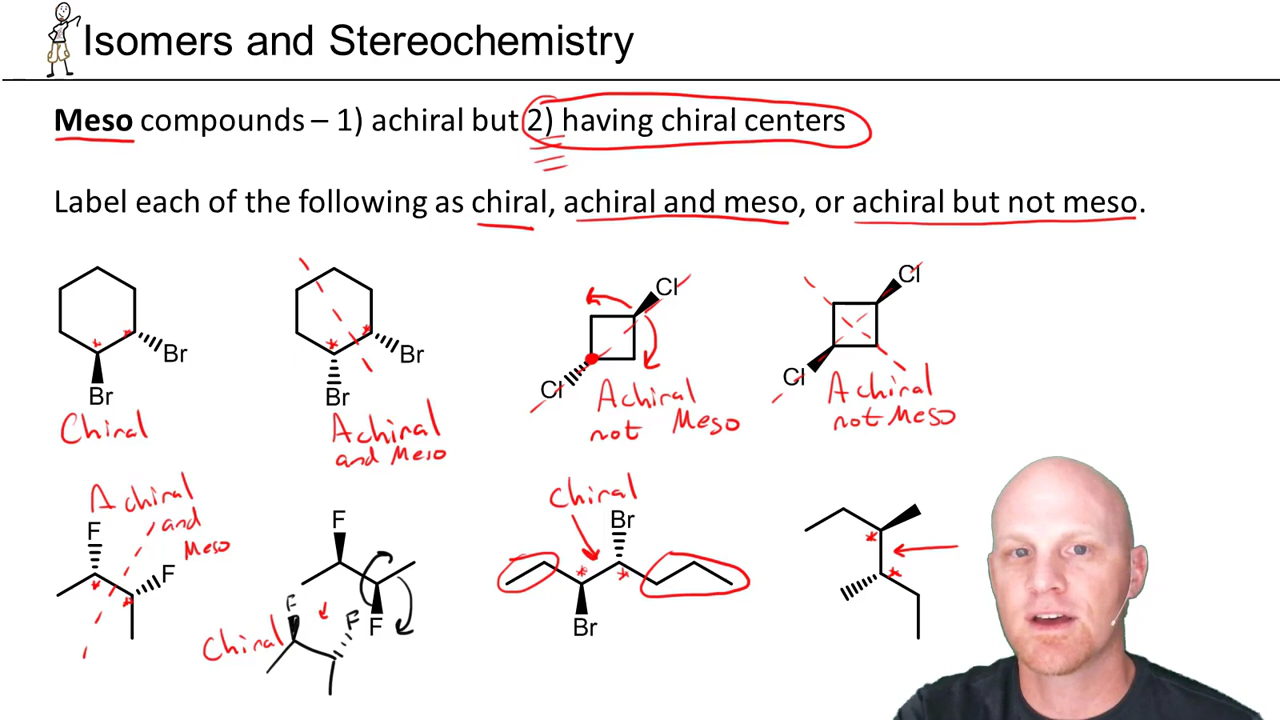 Isomers and Stereochemistry
Meso compounds – 1) achiral but 2) having chiral centers
Label each of the following as chiral, achiral and meso, or achiral but not meso.
Br
Br
Chiral
Br
Br
Achiral
and Meso
Cl
Cl
Achiral
not Meso
Cl
Cl
Achiral
not Meso
Achiral
and
Meso
F
F
F
F
F
F
Chiral
Chiral
Br
Br